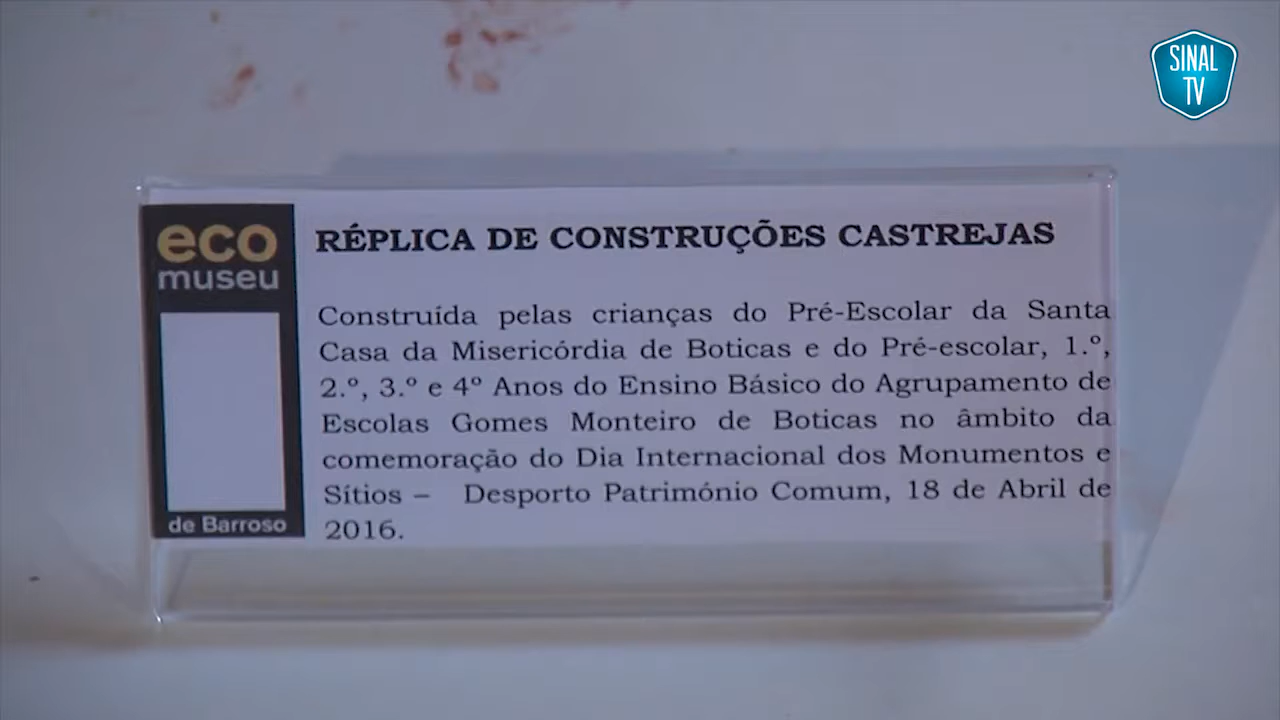 SINAL
TV
eco
museu
de Barroso
RÉPLICA DE CONSTRUÇÕES CASTREJAS
Construída pelas crianças do Pré-Escolar da Santa
Casa da Misericórdia de Boticas e do Pré-escolar, 1.º,
2.º, 3.º e 4º Anos do Ensino Básico do Agrupamento de
Escolas Gomes Monteiro de Boticas no âmbito da
comemoração do Dia Internacional dos Monumentos e
Sítios – Desporto Património Comum, 18 de Abril de
2016.